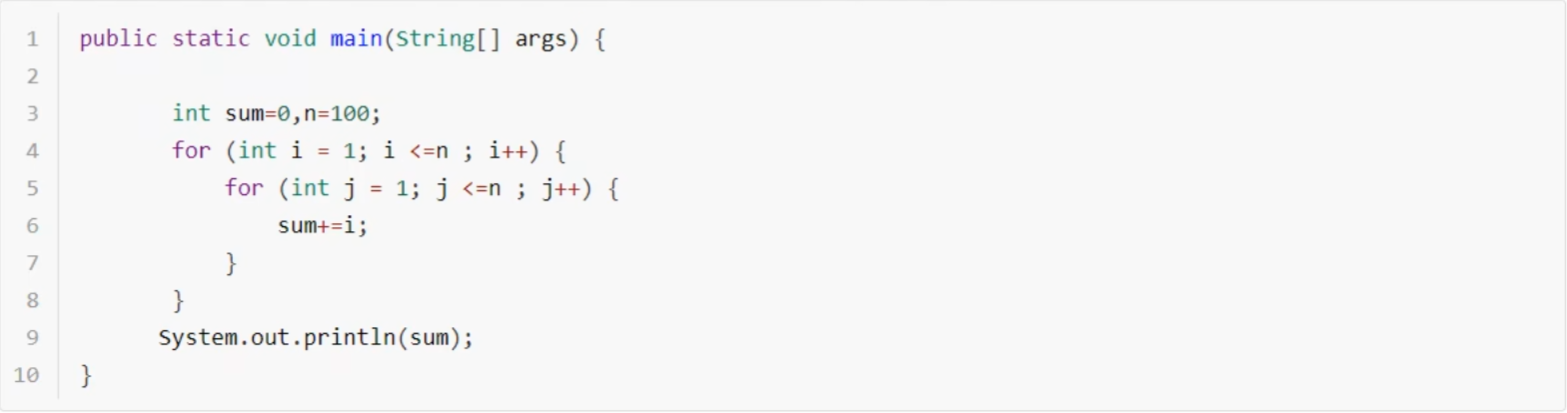 1 public static void main(String[] args) {
2
3 int sum=0,n=100;
4 for (int i = 1; i <=n ; i++) {
5 for (int j = 1; j <=n ; j++) {
6 sum+=i;
7 }
8 }
9 System.out.println(sum);
10 }